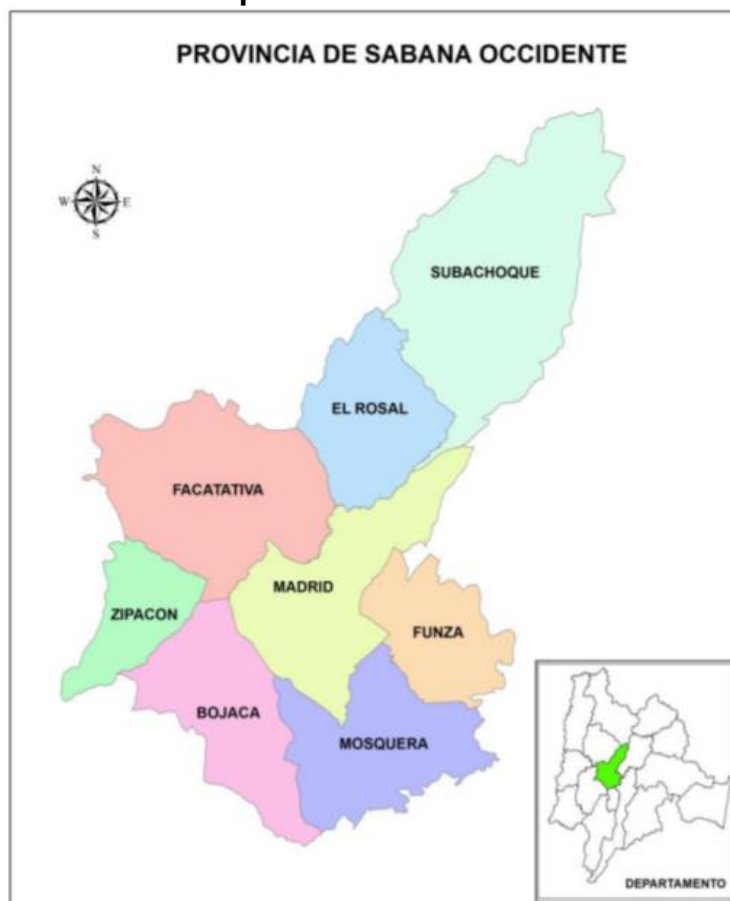 PROVINCIA DE SABANA OCCIDENTE
N
W E
S
SUBACHOQUE
EL ROSAL
FACATATIVA
MADRID
ZIPACON
FUNZA
BOJACA
MOSQUERA
DEPARTAMENTO